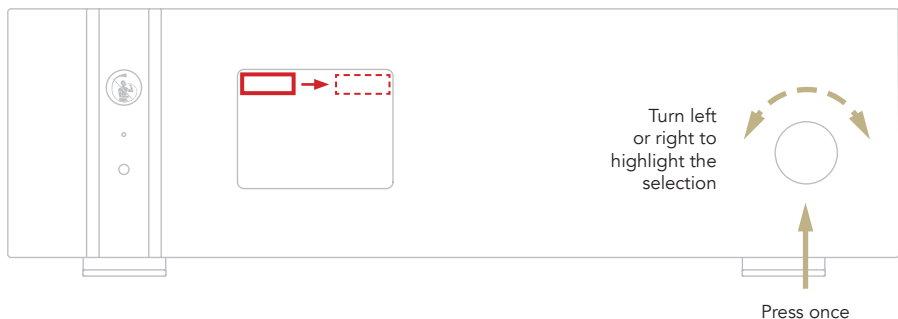 Turn left
or right to
highlight the
selection
Press once